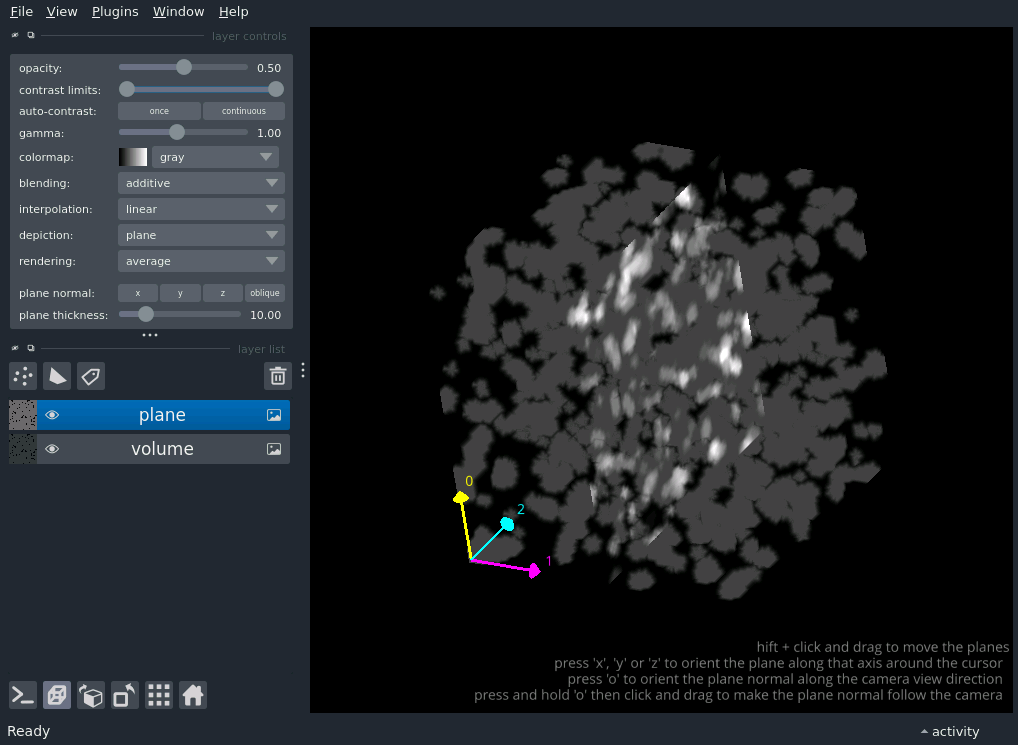 File View Plugins Window Help
layer controls
opacity: 0.50
contrast limits:
auto-contrast: once continuous
gamma: 1.00
colormap: gray
blending: additive
interpolation: linear
depiction: plane
rendering: average
plane normal: x y z oblique
plane thickness: 10.00
layer list
plane
volume
0
2
1
hift + click and drag to move the planes
press 'x', 'y' or 'z' to orient the plane along that axis around the cursor
press 'o' to orient the plane normal along the camera view direction
press and hold 'o' then click and drag to make the plane normal follow the camera
Ready activity